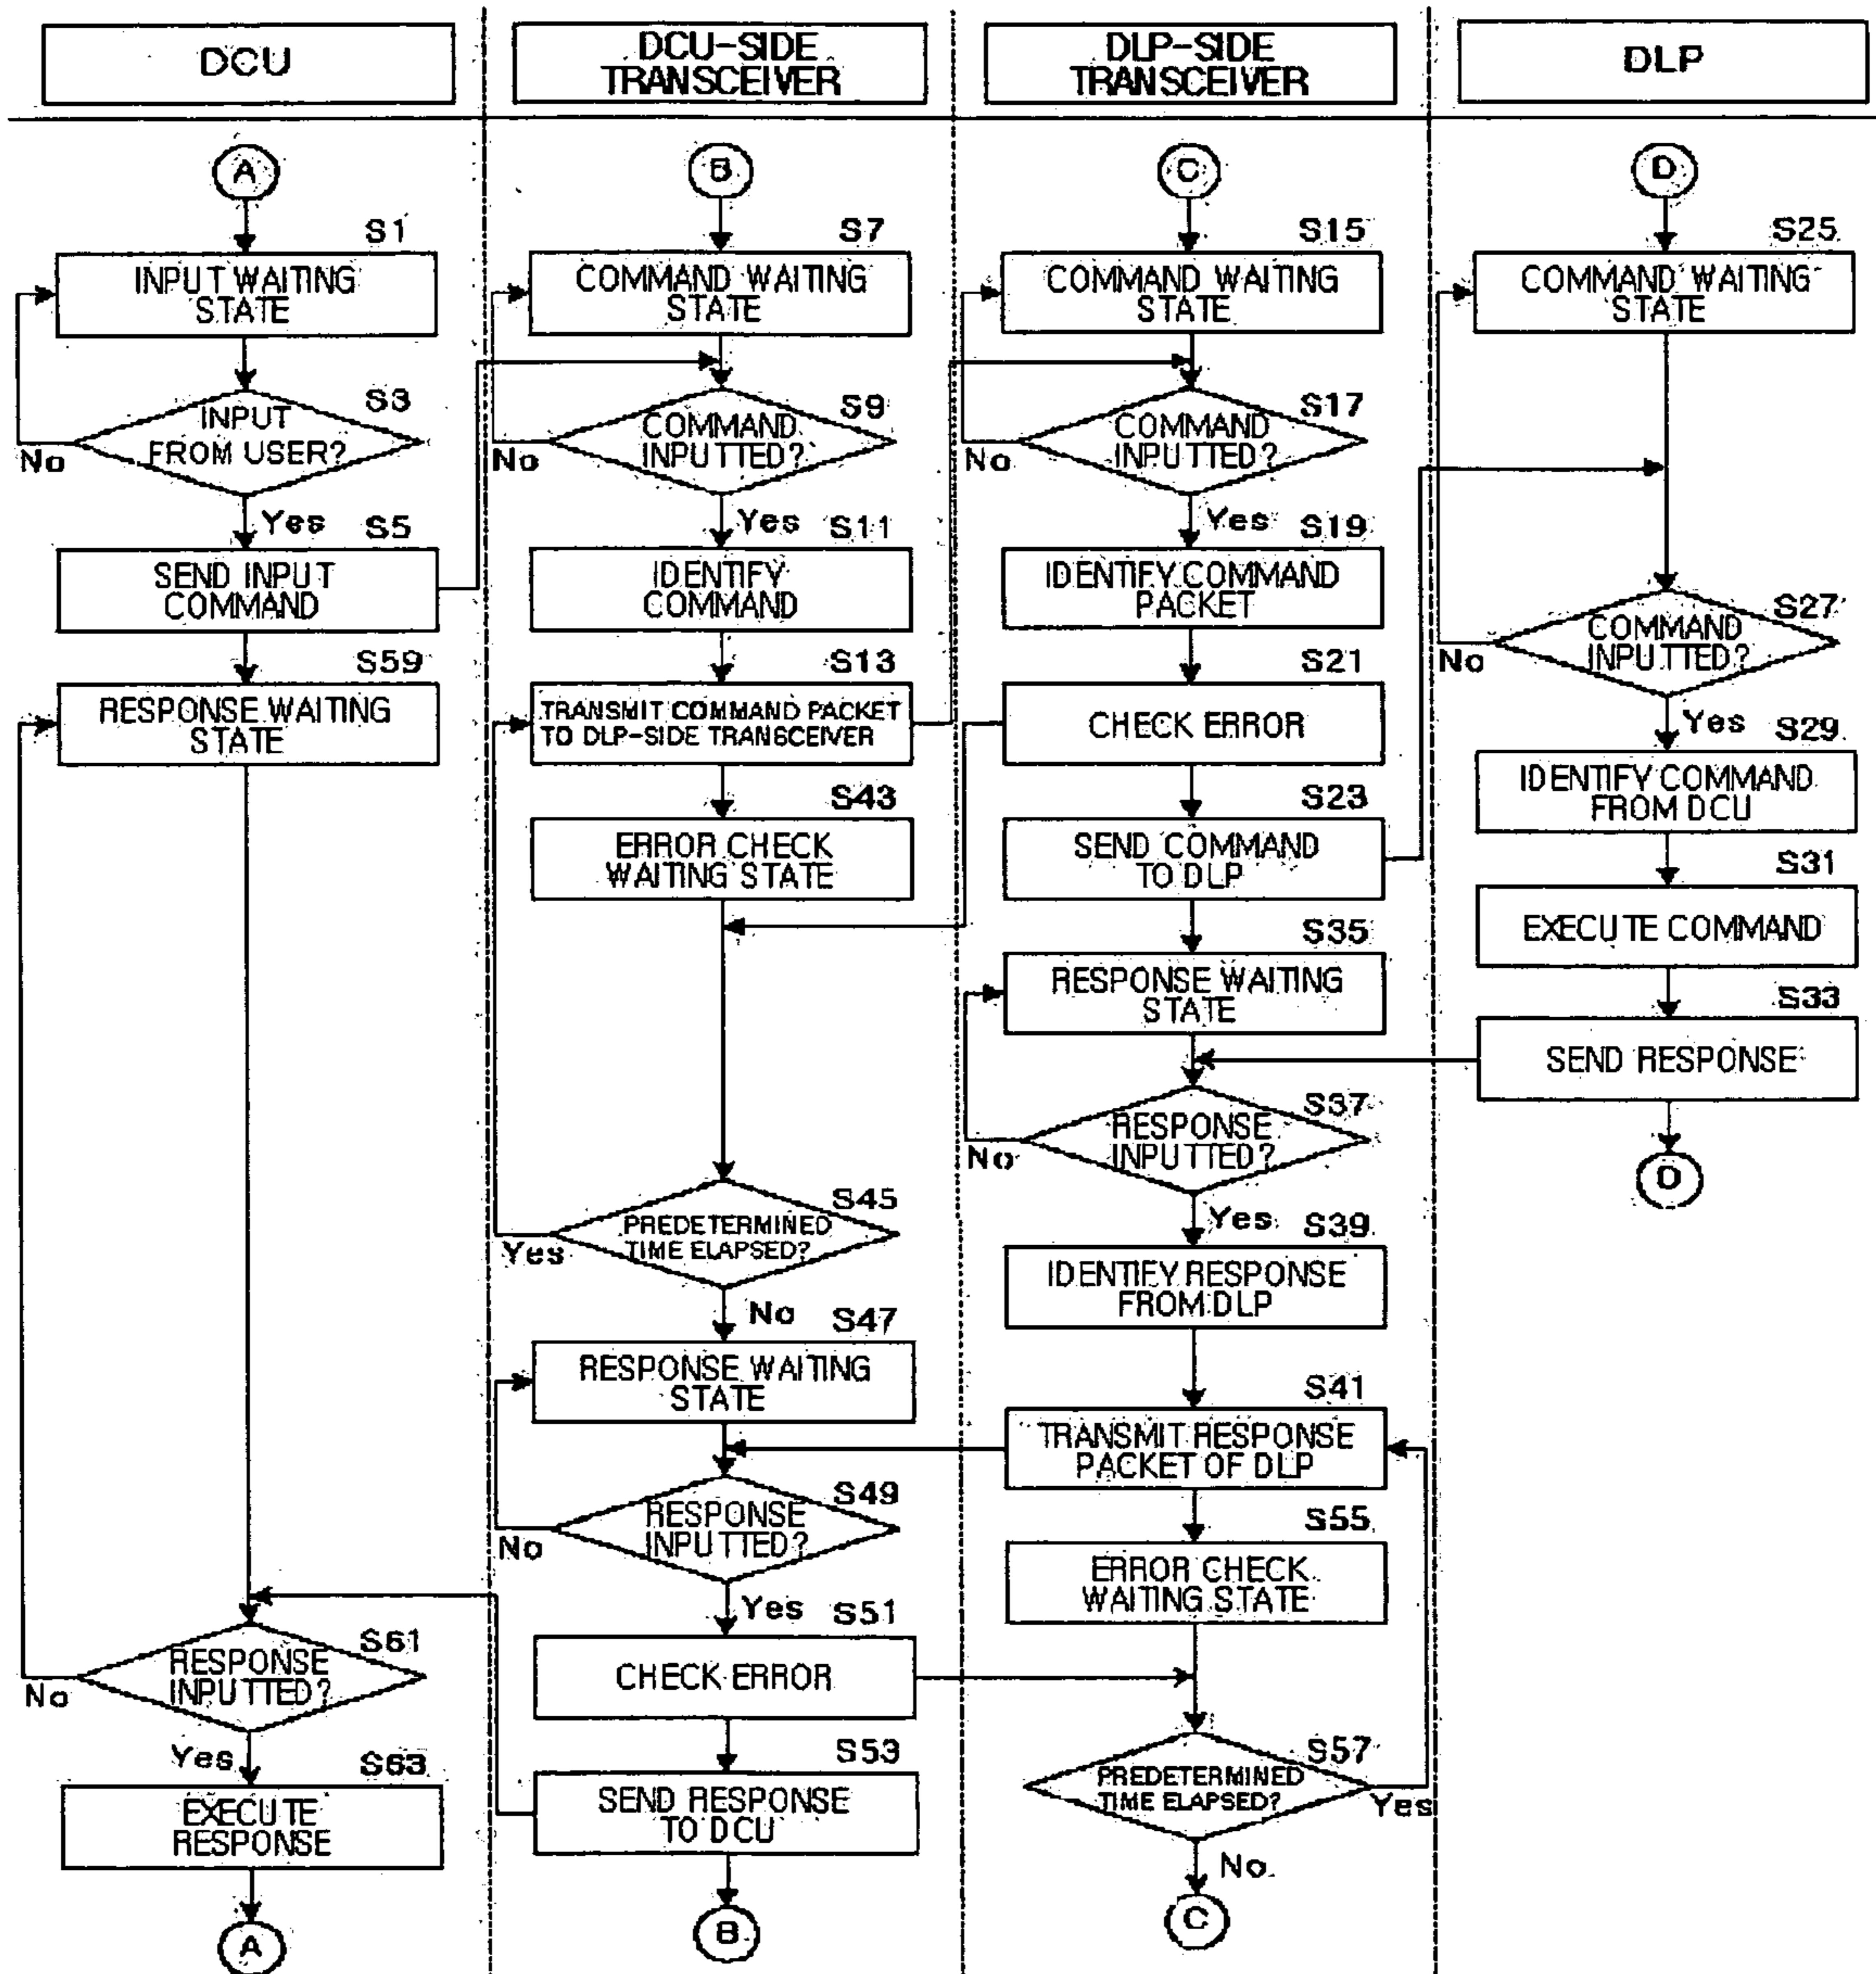 DCU
DCU-SIDE
TRANSCEIVER
DLP-SIDE
TRANSCEIVER
DLP
A
S1
INPUT WAITING
STATE
S3
INPUT
FROM USER?
No
Yes
S5
SEND INPUT
COMMAND
S59
RESPONSE WAITING
STATE
S61
RESPONSE
INPUTTED?
No
Yes
S63
EXECUTE
RESPONSE
A
B
S7
COMMAND WAITING
STATE
S9
COMMAND
INPUTTED?
No
Yes
S11
IDENTIFY
COMMAND
S13
TRANSMIT COMMAND PACKET
TO DLP-SIDE TRANSCEIVER
S43
ERROR CHECK
WAITING STATE
S45
PREDETERMINED
TIME ELAPSED?
Yes
No
S47
RESPONSE WAITING
STATE
S49
RESPONSE
INPUTTED?
No
Yes
S51
CHECK ERROR
S53
SEND RESPONSE
TO DCU
B
C
S15
COMMAND WAITING
STATE
S17
COMMAND
INPUTTED?
No
Yes
S19
IDENTIFY COMMAND
PACKET
S21
CHECK ERROR
S23
SEND COMMAND
TO DLP
S35
RESPONSE WAITING
STATE
S37
RESPONSE
INPUTTED?
No
Yes
S39
IDENTIFY RESPONSE
FROM DLP
S41
TRANSMIT RESPONSE
PACKET OF DLP
S55
ERROR CHECK
WAITING STATE
S57
PREDETERMINED
TIME ELAPSED?
Yes
No
C
D
S25
COMMAND WAITING
STATE
S27
COMMAND
INPUTTED?
No
Yes
S29
IDENTIFY COMMAND
FROM DCU
S31
EXECUTE COMMAND
S33
SEND RESPONSE
D